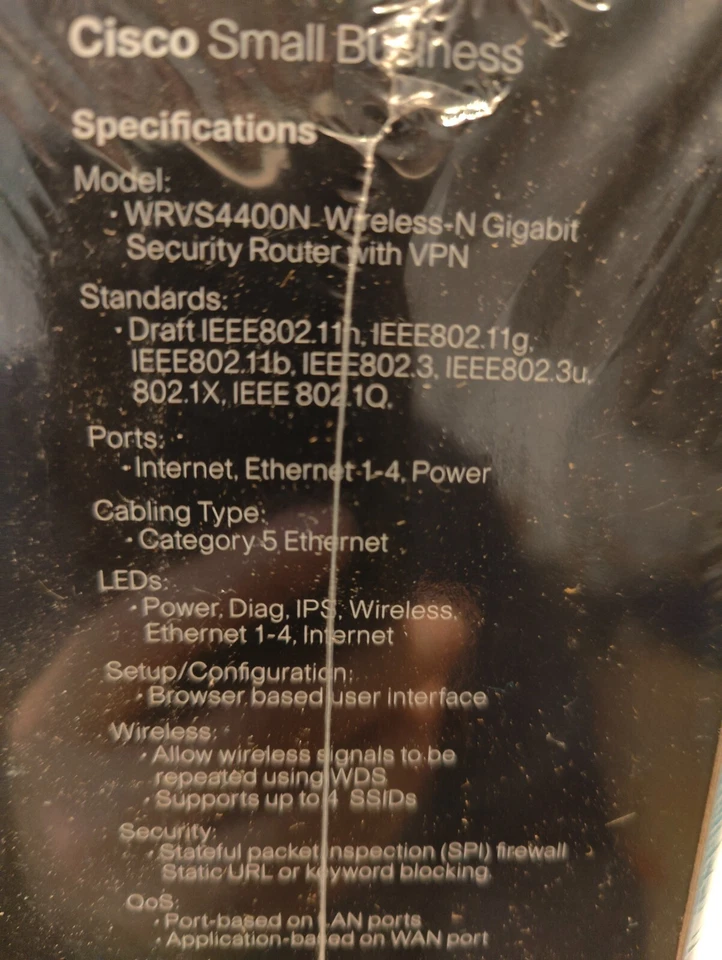 Cisco Small Business
Specifications
Model:
• WRVS4400N Wireless-N Gigabit
Security Router with VPN
Standards:
• Draft IEEE802.11n, IEEE802.11g,
IEEE802.11b, IEEE802.3, IEEE802.3u,
802.1X, IEEE 802.1Q,
Ports:
• Internet, Ethernet 1-4, Power
Cabling Type:
• Category 5 Ethernet
LEDs:
• Power, Diag, IPS, Wireless,
Ethernet 1-4, Internet
Setup/Configuration:
• Browser based user interface
Wireless:
• Allow wireless signals to be
repeated using WDS
• Supports up to 4 SSIDs
Security:
• Stateful packet inspection (SPI) firewall
Static URL or keyword blocking.
QoS:
• Port-based on LAN ports
• Application-based on WAN port